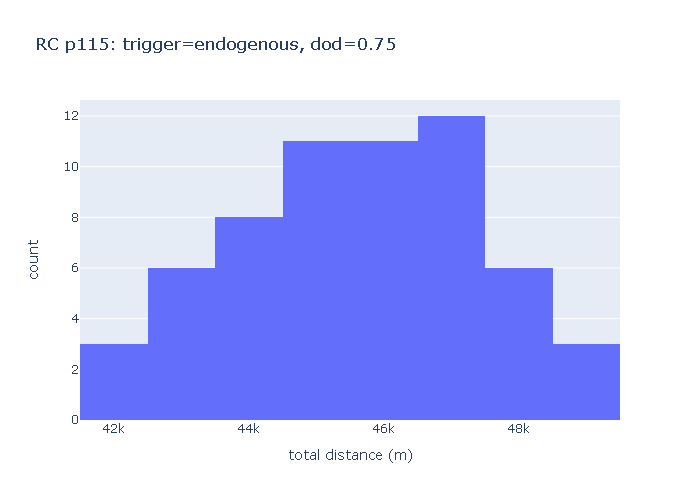 RC p115: trigger=endogenous, dod=0.75
12
10
8
6
4
2
0
count
42k
44k
46k
48k
total distance (m)